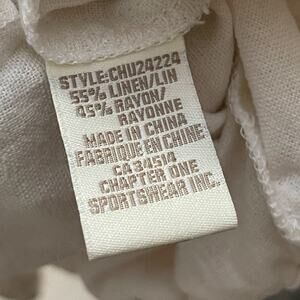 STYLE:CHU24224
55% LINEN/LIN
45% RAYON/
RAYONNE
MADE IN CHINA
FABRIQUE EN CHINE
CA 34514
CHAPTER ONE
SPORTSWEAR INC.